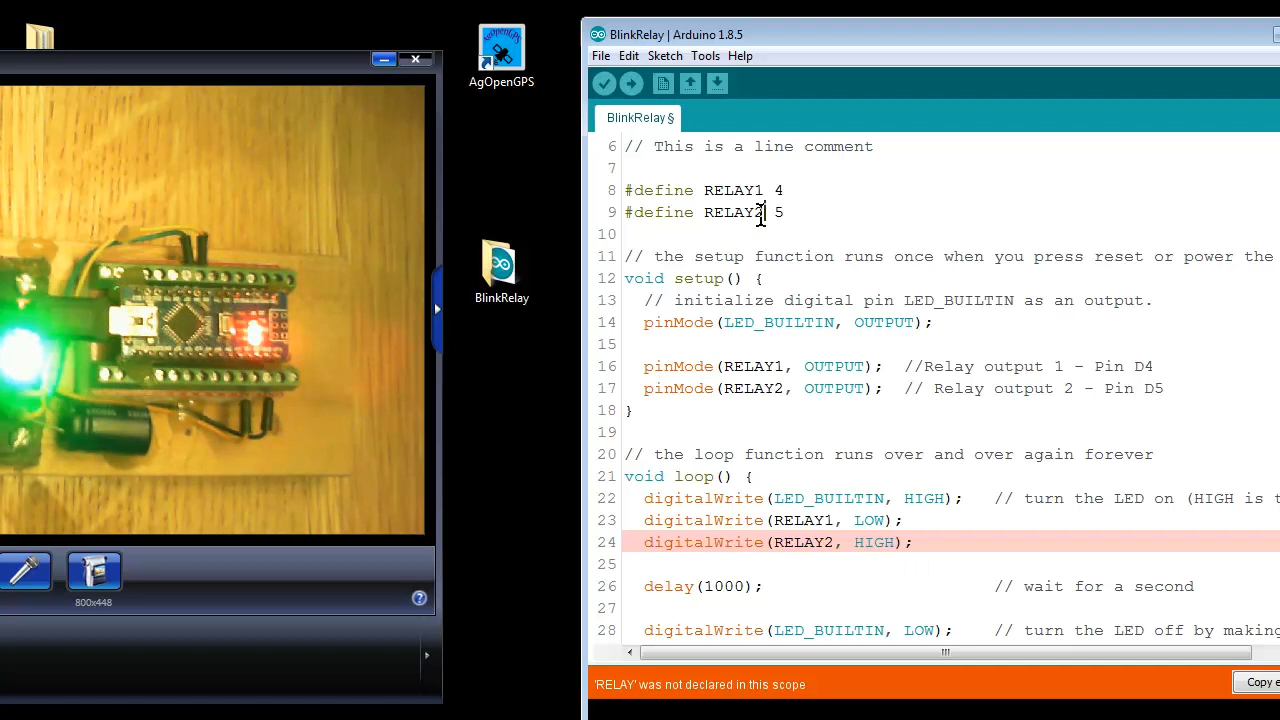 AgOpenGPS
AgOpenGPS
BlinkRelay
800x448
BlinkRelay | Arduino 1.8.5
File Edit Sketch Tools Help
BlinkRelay §
6 // This is a line comment
7
8 #define RELAY1 4
9 #define RELAY2 5
10
11 // the setup function runs once when you press reset or power the
12 void setup() {
13 // initialize digital pin LED_BUILTIN as an output.
14 pinMode(LED_BUILTIN, OUTPUT);
15
16 pinMode(RELAY1, OUTPUT); //Relay output 1 - Pin D4
17 pinMode(RELAY2, OUTPUT); // Relay output 2 - Pin D5
18 }
19
20 // the loop function runs over and over again forever
21 void loop() {
22 digitalWrite(LED_BUILTIN, HIGH); // turn the LED on (HIGH is t
23 digitalWrite(RELAY1, LOW);
24 digitalWrite(RELAY2, HIGH);
25
26 delay(1000); // wait for a second
27
28 digitalWrite(LED_BUILTIN, LOW); // turn the LED off by making
'RELAY' was not declared in this scope
Copy e